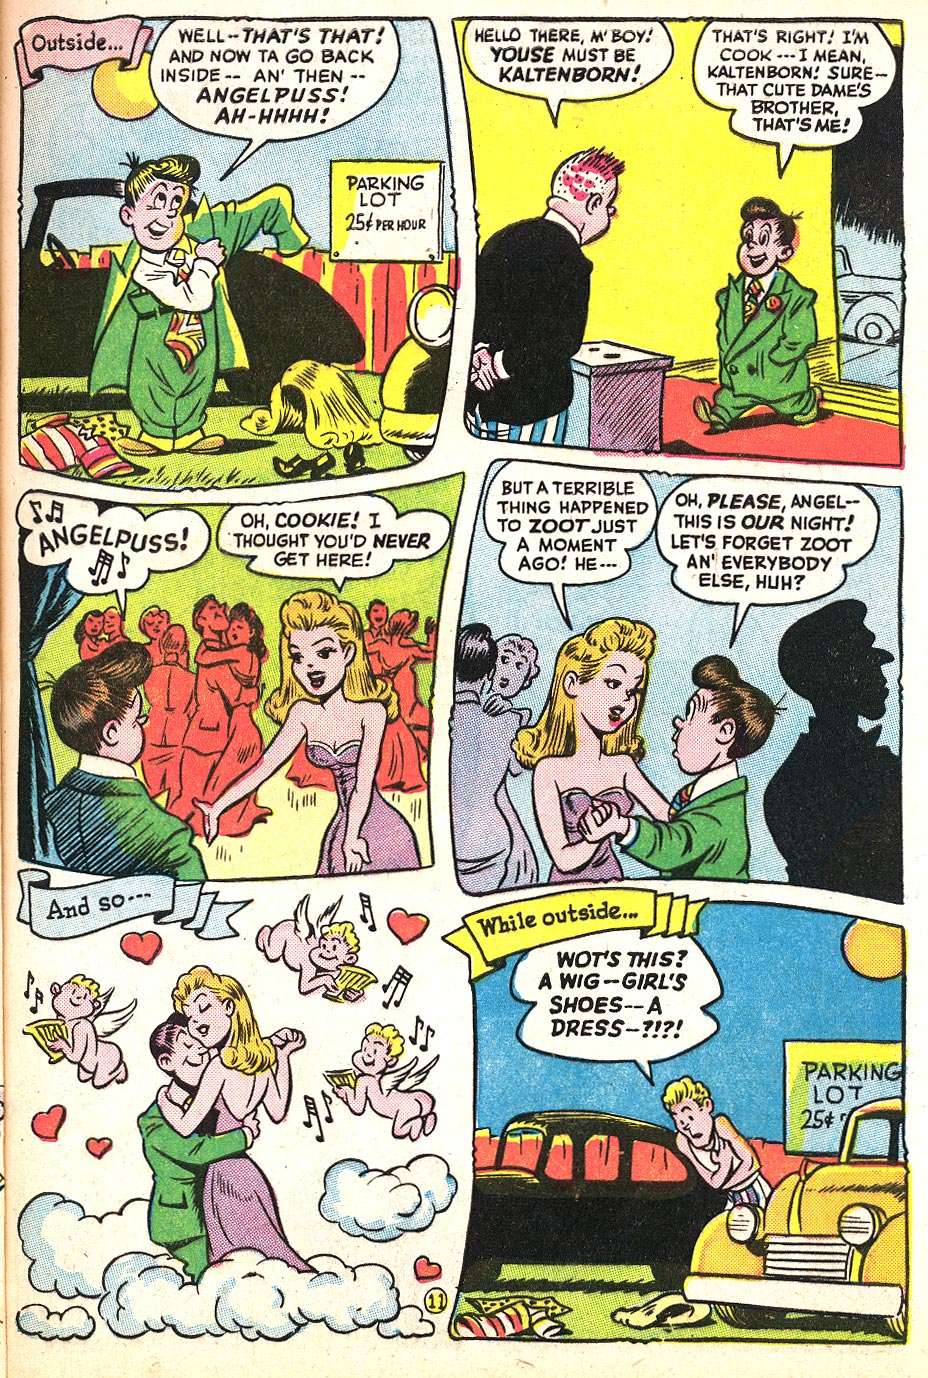 Outside...
WELL--THAT'S THAT!
AND NOW TA GO BACK
INSIDE-- AN' THEN --
ANGELPUSS!
AH-HHHH!
PARKING
LOT
25¢ PER HOUR
HELLO THERE, M'BOY!
YOUSE MUST BE
KALTENBORN!
THAT'S RIGHT! I'M
COOK---I MEAN,
KALTENBORN! SURE--
THAT CUTE DAME'S
BROTHER,
THAT'S ME!
ANGELPUSS!
OH, COOKIE! I
THOUGHT YOU'D NEVER
GET HERE!
BUT A TERRIBLE
THING HAPPENED
TO ZOOT JUST
A MOMENT
AGO! HE---
OH, PLEASE, ANGEL--
THIS IS OUR NIGHT!
LET'S FORGET ZOOT
AN' EVERYBODY
ELSE, HUH?
And so---
11
While outside...
WOT'S THIS?
A WIG--GIRL'S
SHOES--A
DRESS-?!?!
PARKING
LOT
25¢